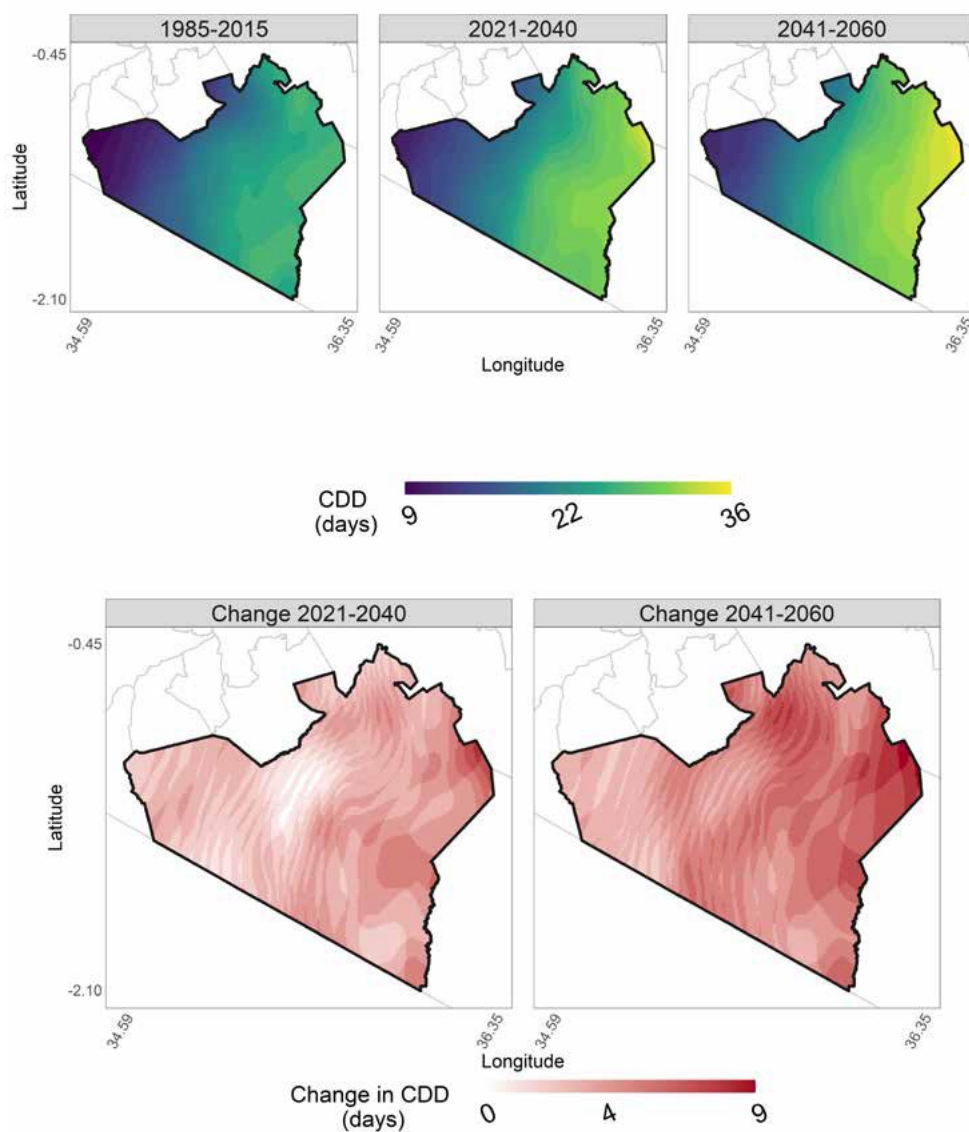 1985-2015
2021-2040
2041-2060
-0.45
Latitude
-2.10
34.59
36.35
34.59
36.35
34.59
36.35
Longitude
CDD
(days)
9
22
36
Change 2021-2040
Change 2041-2060
-0.45
Latitude
-2.10
34.59
36.35
34.59
36.35
Longitude
Change in CDD
(days)
0
4
9